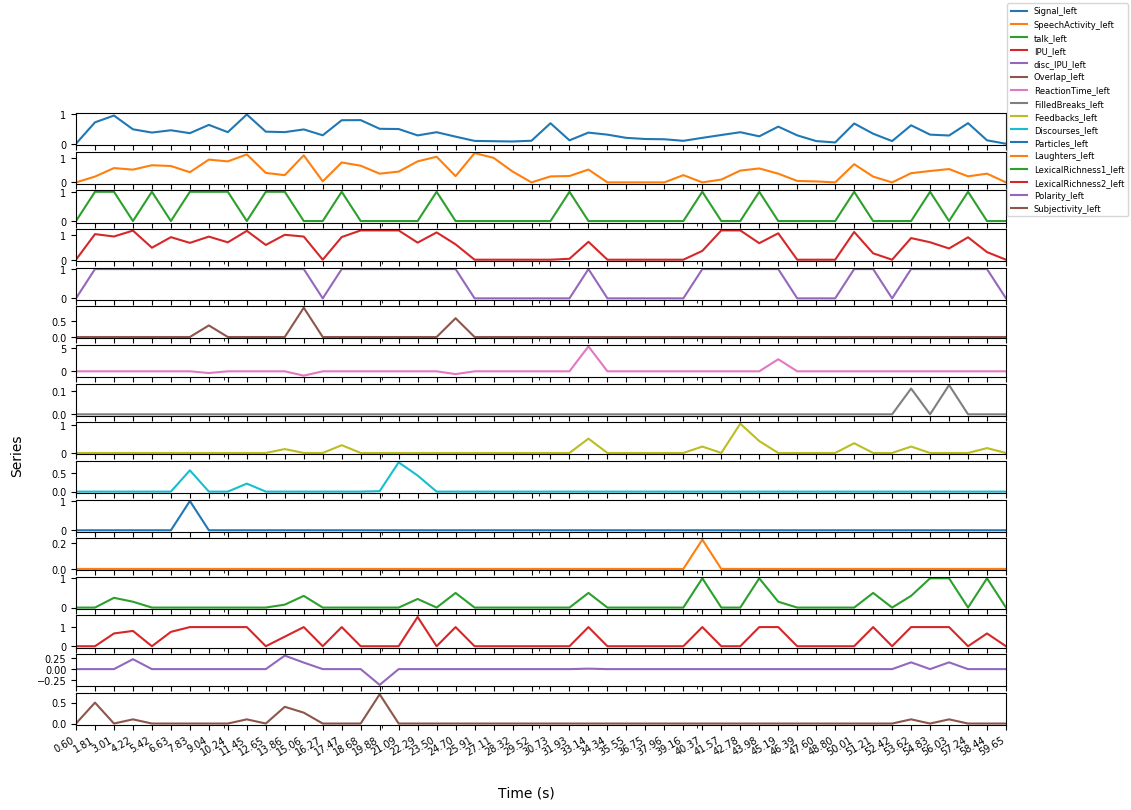 Signal_left
SpeechActivity_left
talk_left
IPU_left
disc_IPU_left
Overlap_left
ReactionTime_left
FilledBreaks_left
Feedbacks_left
Discourses_left
Particles_left
Laughters_left
LexicalRichness1_left
LexicalRichness2_left
Polarity_left
Subjectivity_left
1
0
1
0
1
0
1
0
1
0
0.5
0.0
5
0
0.1
0.0
1
0
0.5
0.0
1
0
0.2
0.0
1
0
1
0
0.25
0.00
−0.25
0.5
0.0
Series
0.60 1.81 3.01 4.22 5.42 6.63 7.83 9.04 10.24 11.45 12.65 13.86 15.06 16.27 17.47 18.68 19.88 21.09 22.29 23.50 24.70 25.91 27.11 28.32 29.52 30.73 31.93 33.14 34.34 35.55 36.75 37.96 39.16 40.37 41.57 42.78 43.98 45.19 46.39 47.60 48.80 50.01 51.21 52.42 53.62 54.83 56.03 57.24 58.44 59.65
Time (s)